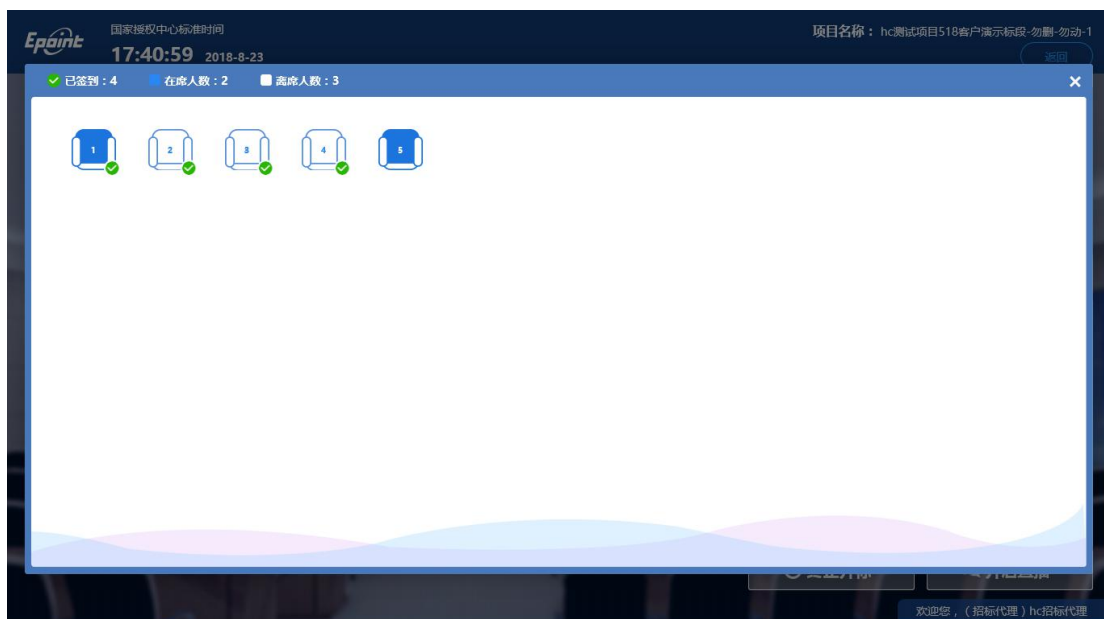 Epoint
国家授权中心标准时间
17:40:59 2018-8-23
项目名称：hc测试项目518客户演示标段-勿删-勿动-1
返回
已签到：4 在席人数：2 离席人数：3
1 2 3 4 5
欢迎您，（招标代理）hc招标代理